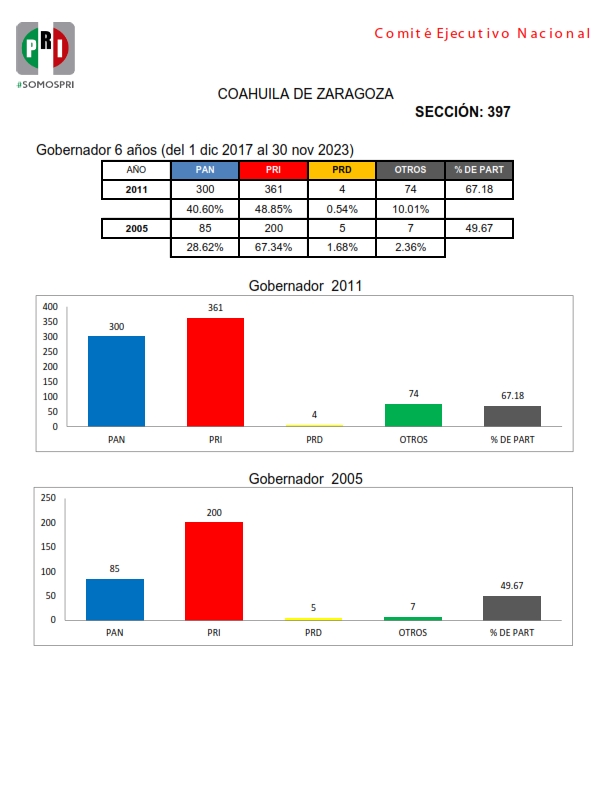 PRI
#SOMOSPRI
Comité Ejecutivo Nacional
COAHUILA DE ZARAGOZA
SECCIÓN: 397
Gobernador 6 años (del 1 dic 2017 al 30 nov 2023)
AÑO PAN PRI PRD OTROS % DE PART
2011 300 361 4 74 67.18
40.60% 48.85% 0.54% 10.01%
2005 85 200 5 7 49.67
28.62% 67.34% 1.68% 2.36%
Gobernador 2011
400
350
300
250
200
150
100
50
0
300
361
4
74
67.18
PAN PRI PRD OTROS % DE PART
Gobernador 2005
250
200
150
100
50
0
85
200
5
7
49.67
PAN PRI PRD OTROS % DE PART